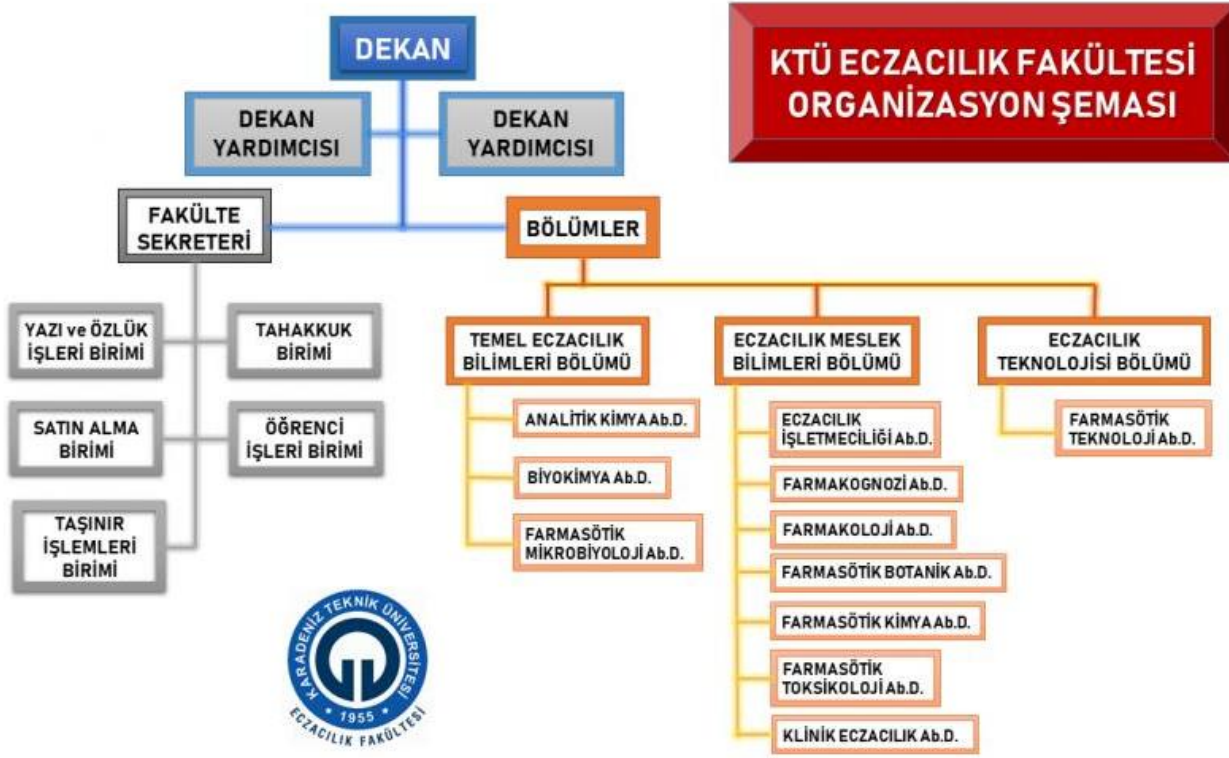 KTÜ ECZACILIK FAKÜLTESİ
ORGANİZASYON ŞEMASI
DEKAN
DEKAN
YARDIMCISI
DEKAN
YARDIMCISI
FAKÜLTE
SEKRETERİ
BÖLÜMLER
YAZI ve ÖZLÜK
İŞLERİ BİRİMİ
TAHAKKUK
BİRİMİ
SATIN ALMA
BİRİMİ
ÖĞRENCİ
İŞLERİ BİRİMİ
TAŞINIR
İŞLEMLERİ
BİRİMİ
TEMEL ECZACILIK
BİLİMLERİ BÖLÜMÜ
ANALİTİK KİMYA Ab.D.
BİYOKİMYA Ab.D.
FARMASÖTİK
MİKROBİYOLOJİ Ab.D.
ECZACILIK MESLEK
BİLİMLERİ BÖLÜMÜ
ECZACILIK
İŞLETMECİLİĞİ Ab.D.
FARMAKOGNOZİ Ab.D.
FARMAKOLOJİ Ab.D.
FARMASÖTİK BOTANİK Ab.D.
FARMASÖTİK KİMYA Ab.D.
FARMASÖTİK
TOKSİKOLOJİ Ab.D.
KLİNİK ECZACILIK Ab.D.
ECZACILIK
TEKNOLOJİSİ BÖLÜMÜ
FARMASÖTİK
TEKNOLOJİ Ab.D.
KARADENİZ TEKNİK ÜNİVERSİTESİ
1955
ECZACILIK FAKÜLTESİ